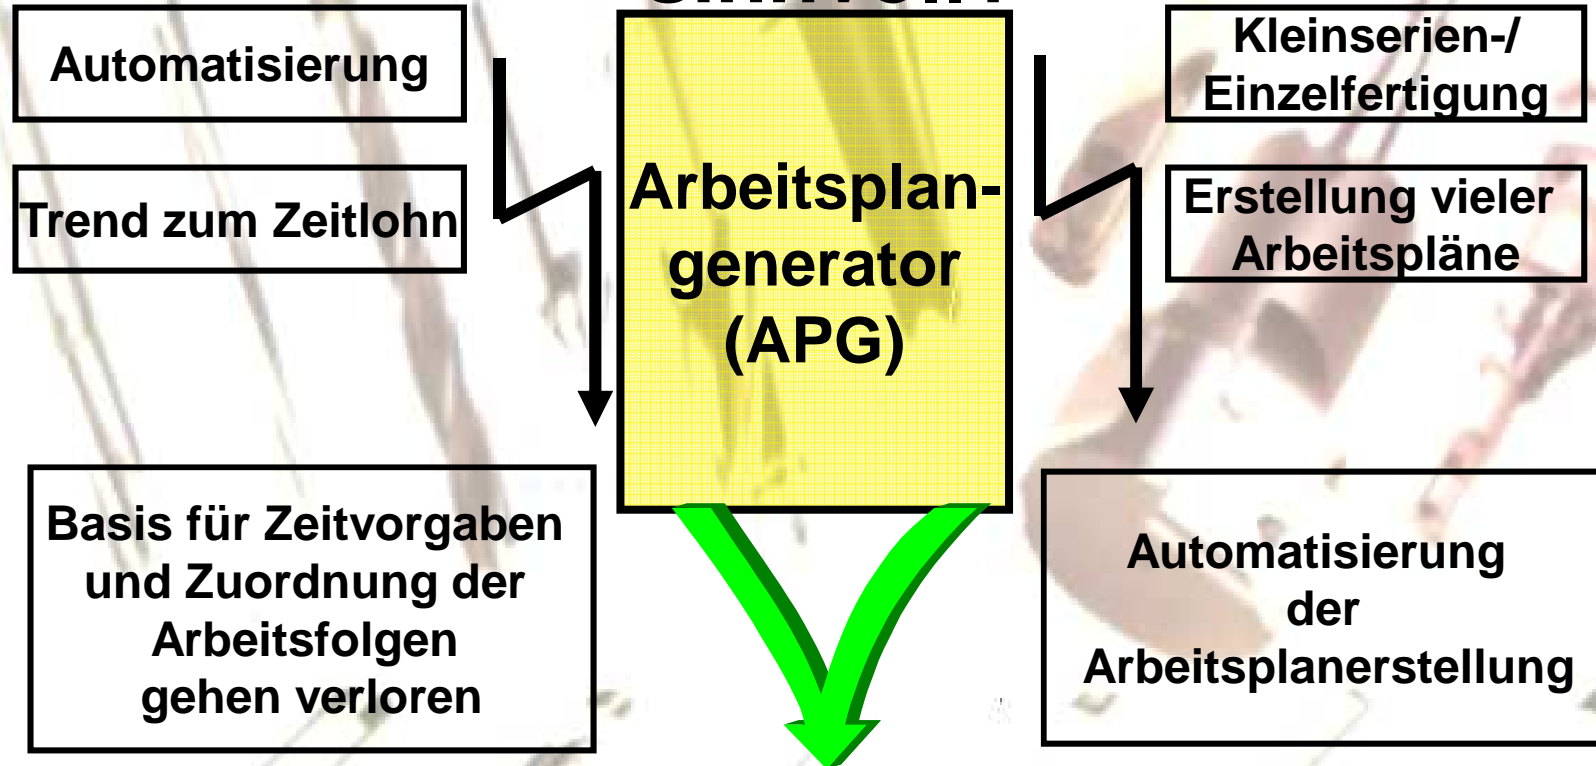 Automatisierung
Trend zum Zeitlohn
Basis für Zeitvorgaben
und Zuordnung der
Arbeitsfolgen
gehen verloren
Arbeitsplan-
generator
(APG)
Kleinserien-/
Einzelfertigung
Erstellung vieler
Arbeitspläne
Automatisierung
der
Arbeitsplanerstellung